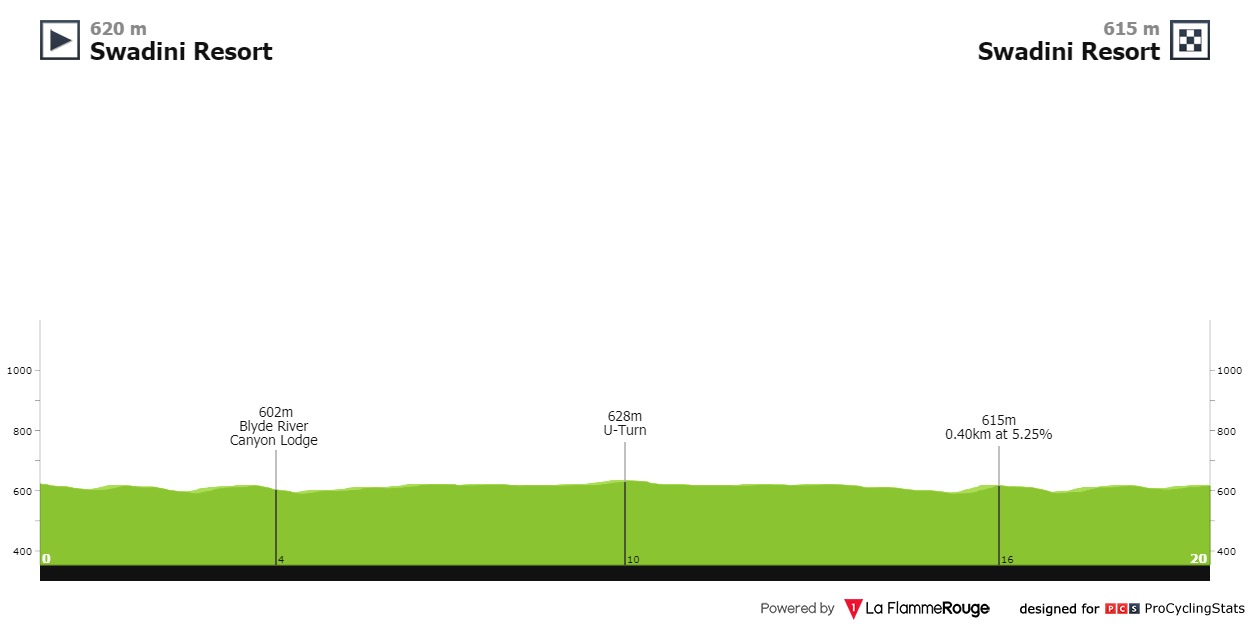 620 m
Swadini Resort
615 m
Swadini Resort
1000
800
600
400
1000
800
600
400
602m
Blyde River
Canyon Lodge
628m
U-Turn
615m
0.40km at 5.25%
0
4
10
16
20
Powered by 1 La FlammeRouge designed for PCS ProCyclingStats